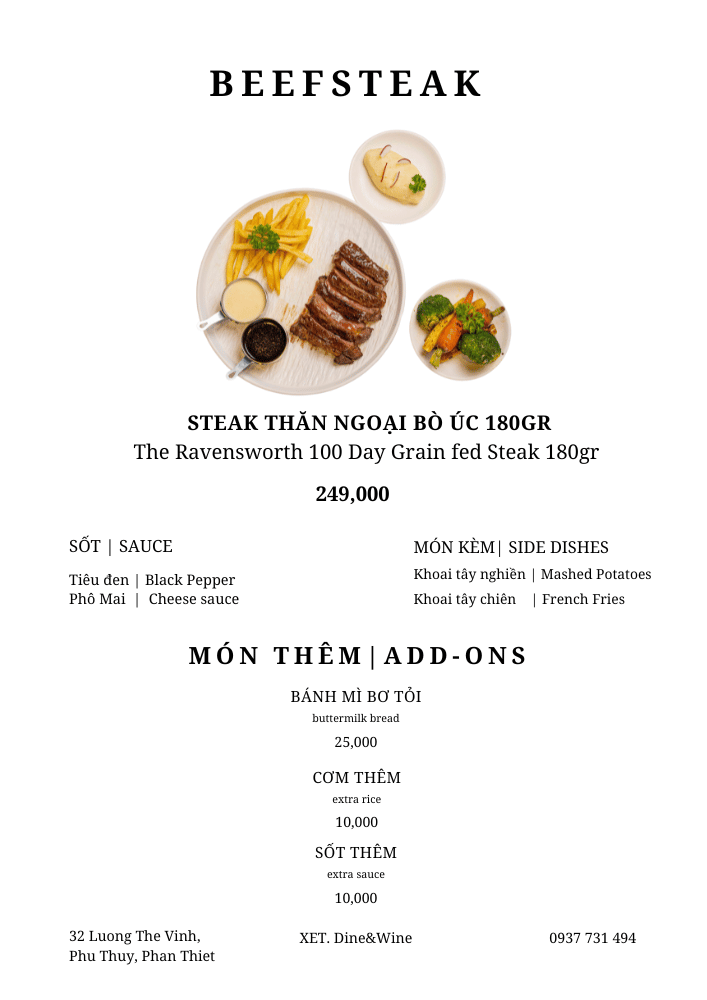 BEEFSTEAK
STEAK THĂN NGOẠI BÒ ÚC 180GR
The Ravensworth 100 Day Grain fed Steak 180gr
249,000
SỐT | SAUCE
Tiêu đen | Black Pepper
Phô Mai | Cheese sauce
MÓN KÈM| SIDE DISHES
Khoai tây nghiền | Mashed Potatoes
Khoai tây chiên | French Fries
MÓN THÊM|ADD-ONS
BÁNH MÌ BƠ TỎI
buttermilk bread
25,000
CƠM THÊM
extra rice
10,000
SỐT THÊM
extra sauce
10,000
32 Luong The Vinh,
Phu Thuy, Phan Thiet
XET. Dine&Wine
0937 731 494